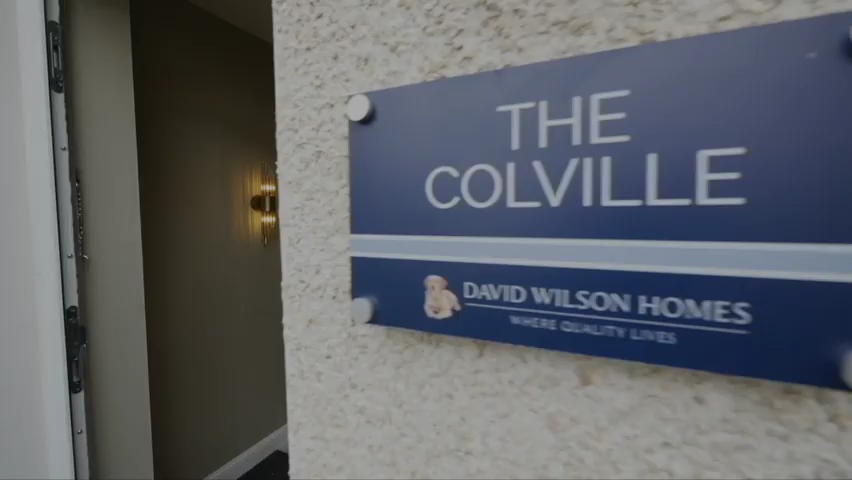 THE
COLVILLE
DAVID WILSON HOMES
WHERE QUALITY LIVES